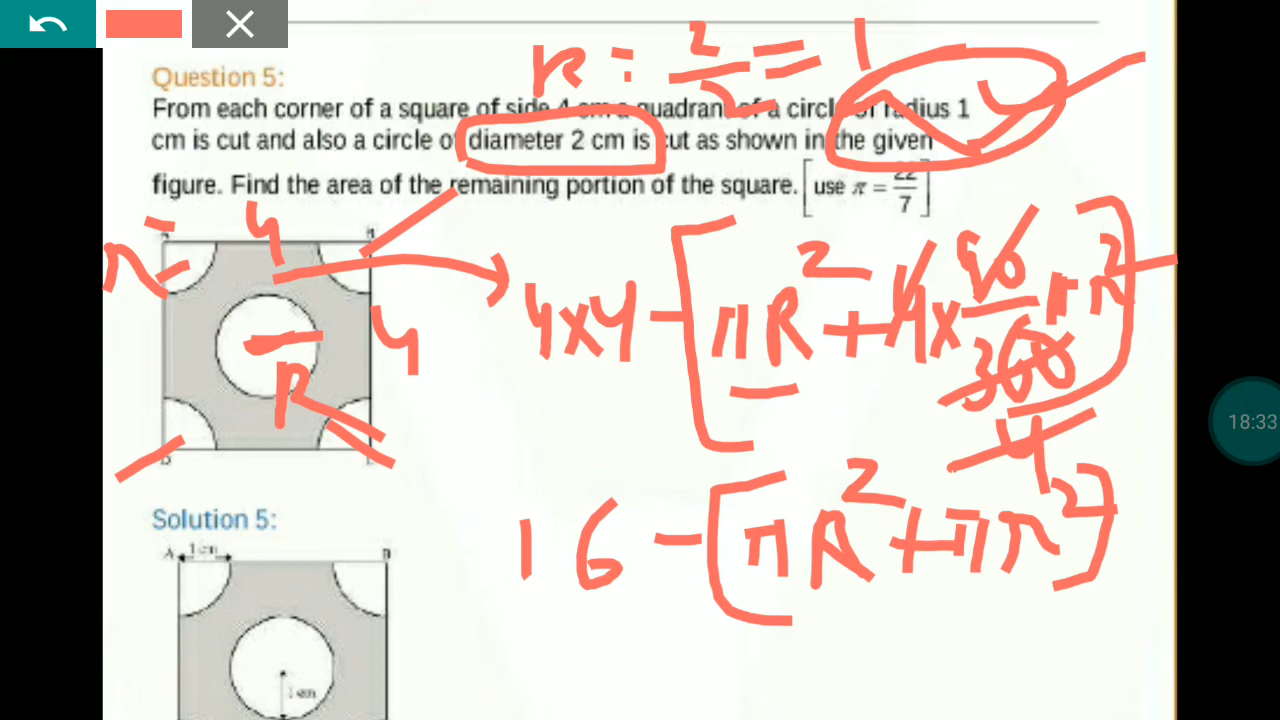 R = 2/2 = 1
Question 5:
From each corner of a square of side 4 cm a quadrant of a circle of radius 1
cm is cut and also a circle of diameter 2 cm is cut as shown in the given
figure. Find the area of the remaining portion of the square. [use π = 22/7]
B
r =
4
4
R
4×4 - [πR² + 4× 90/360 πr²]
4
D
16 - [πR² + πr²]
18:33
Solution 5:
A 1 cm B
1 cm